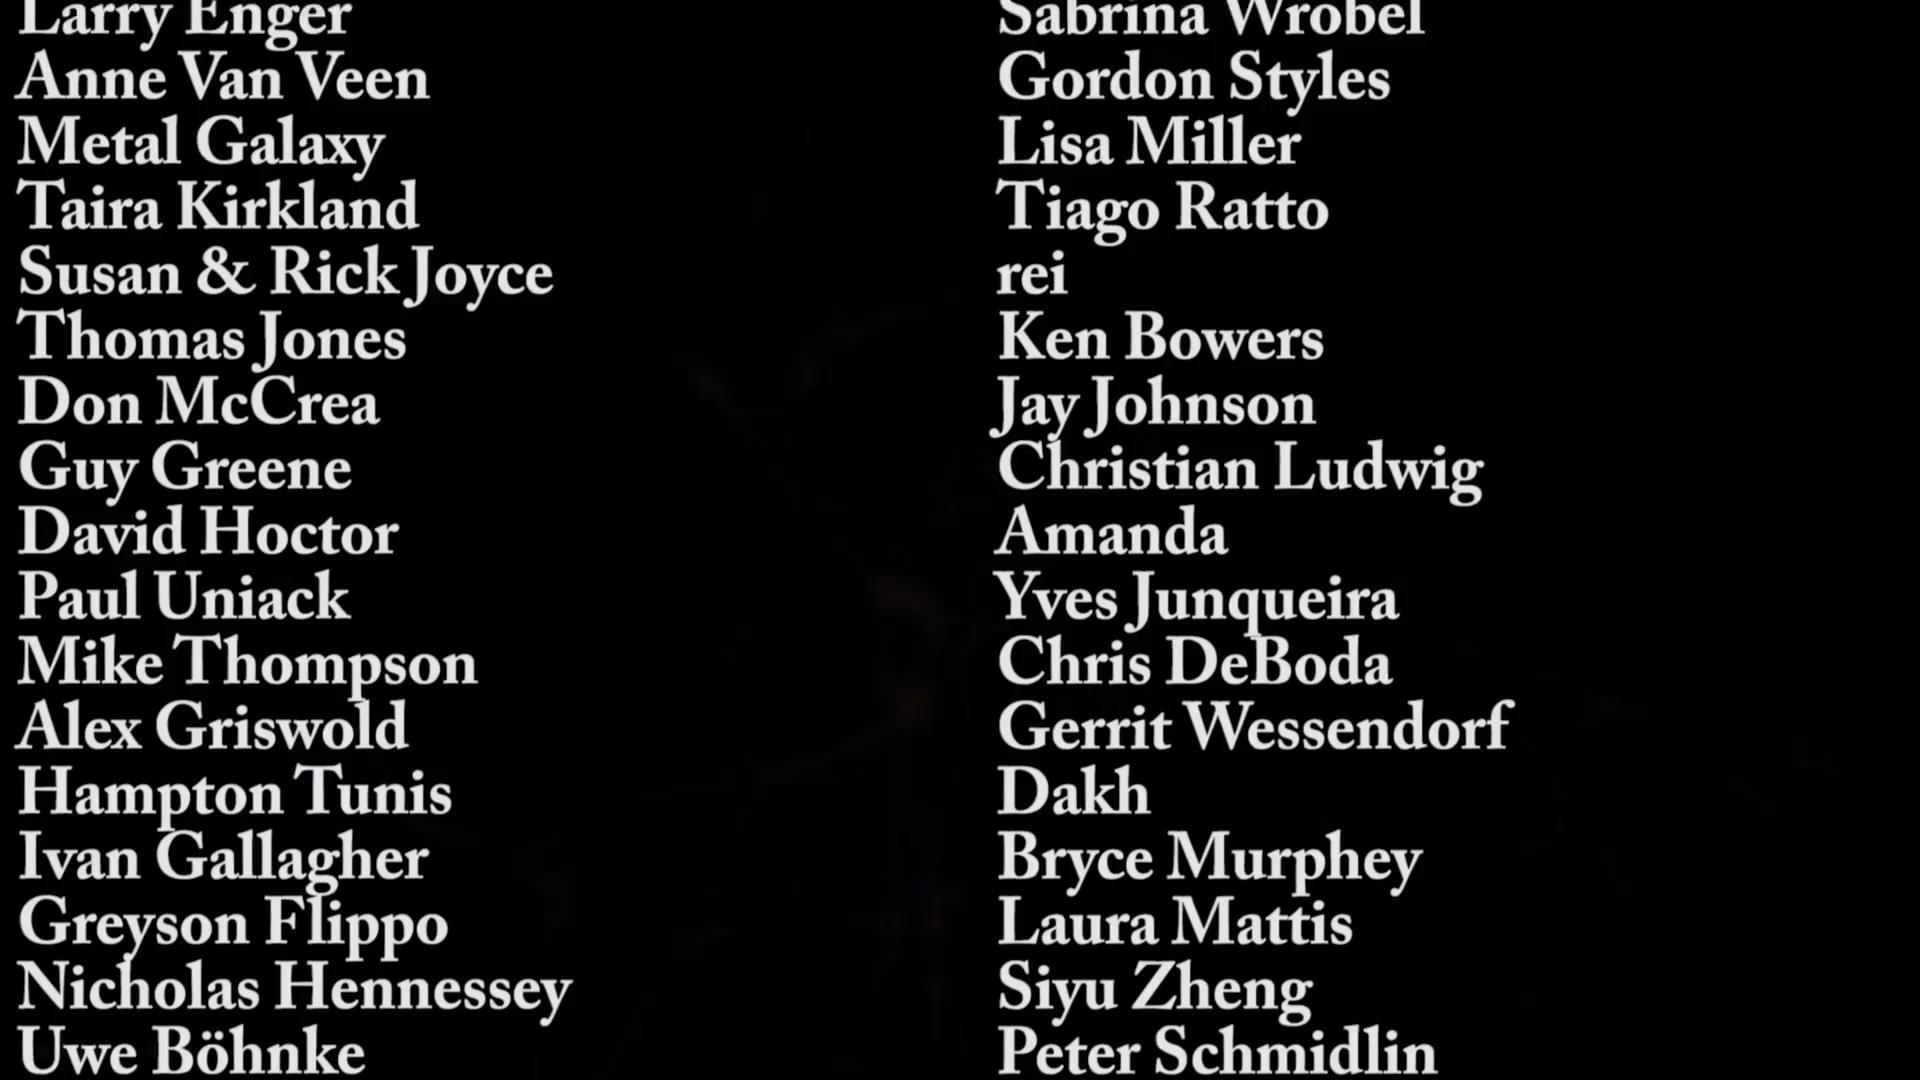 Larry Enger
Anne Van Veen
Metal Galaxy
Taira Kirkland
Susan & Rick Joyce
Thomas Jones
Don McCrea
Guy Greene
David Hoctor
Paul Uniack
Mike Thompson
Alex Griswold
Hampton Tunis
Ivan Gallagher
Greyson Flippo
Nicholas Hennessey
Uwe Böhnke
Sabrina Wrobel
Gordon Styles
Lisa Miller
Tiago Ratto
rei
Ken Bowers
Jay Johnson
Christian Ludwig
Amanda
Yves Junqueira
Chris DeBoda
Gerrit Wessendorf
Dakh
Bryce Murphey
Laura Mattis
Siyu Zheng
Peter Schmidlin